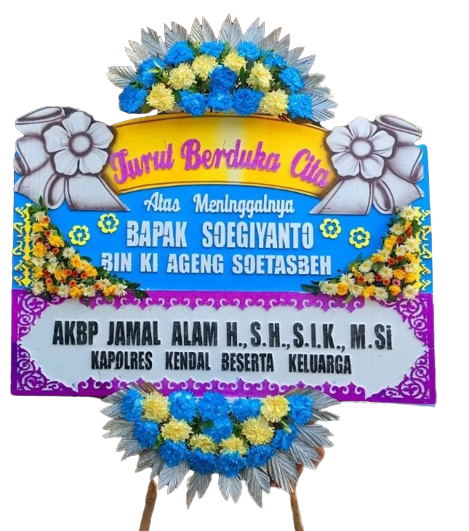 Turut Berduka Cita
Atas Meninggalnya
BAPAK SOEGIYANTO
BIN KI AGENG SOETASBEH
AKBP JAMAL ALAM H., S.H., S.I.K., M.Si
KAPOLRES KENDAL BESERTA KELUARGA